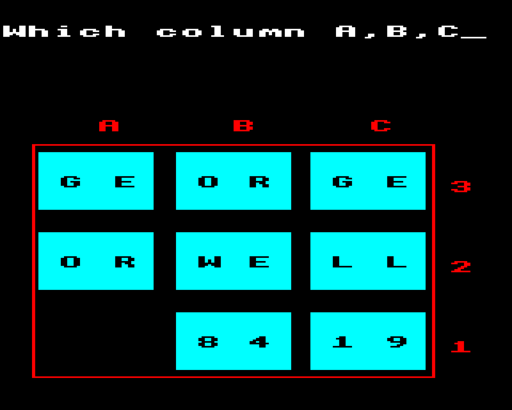 Which column A,B,C_
A B C
G E O R G E 3
O R W E L L 2
8 4 1 9 1